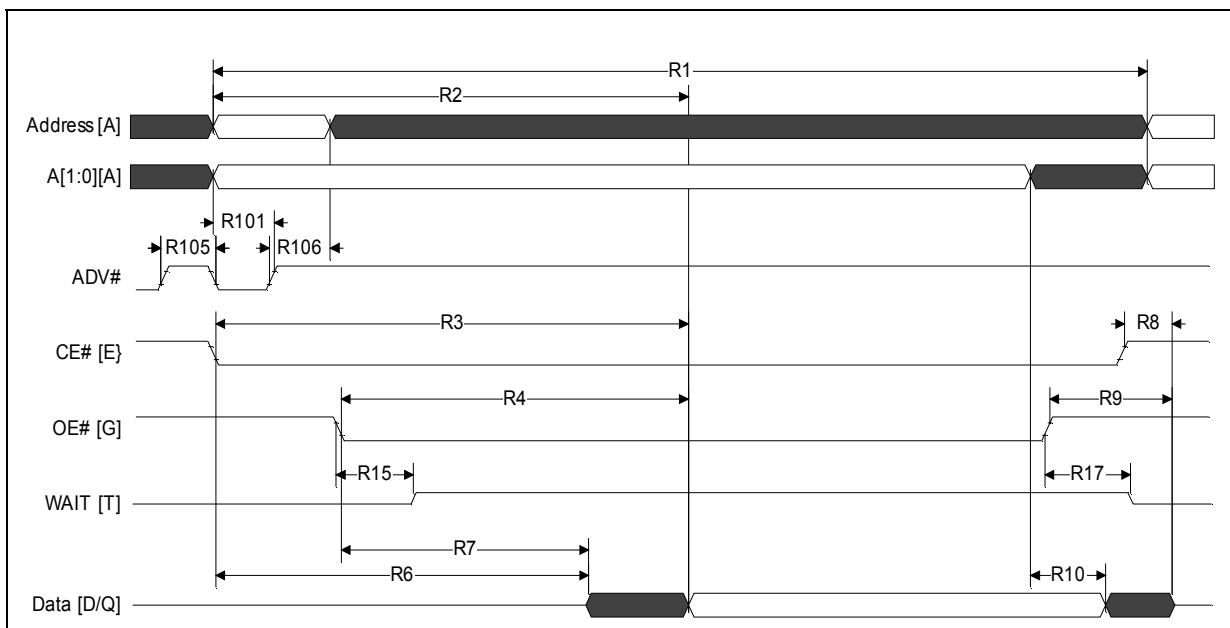 R1
R2
Address [A]
A[1:0][A]
R101
R105
R106
ADV#
R3
R8
CE# [E}
R4
R9
OE# [G]
R15
R17
WAIT [T]
R7
R6
R10
Data [D/Q]